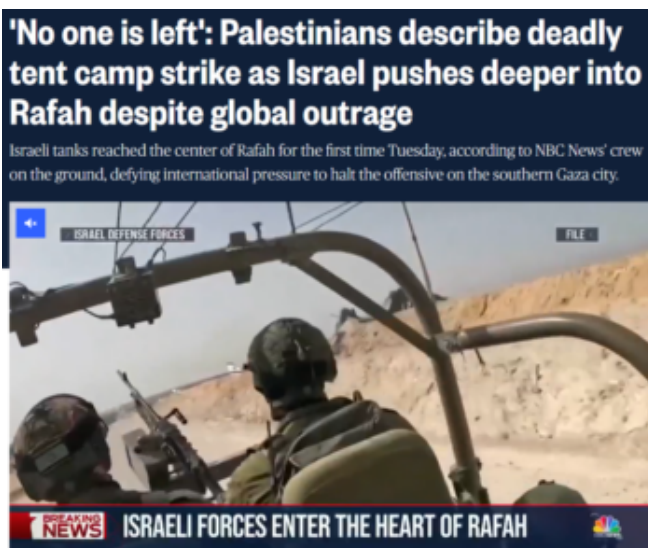 'No one is left': Palestinians describe deadly
tent camp strike as Israel pushes deeper into
Rafah despite global outrage
Israeli tanks reached the center of Rafah for the first time Tuesday, according to NBC News' crew
on the ground, defying international pressure to halt the offensive on the southern Gaza city.
ISRAEL DEFENSE FORCES
FILE
BREAKING
NEWS
ISRAELI FORCES ENTER THE HEART OF RAFAH